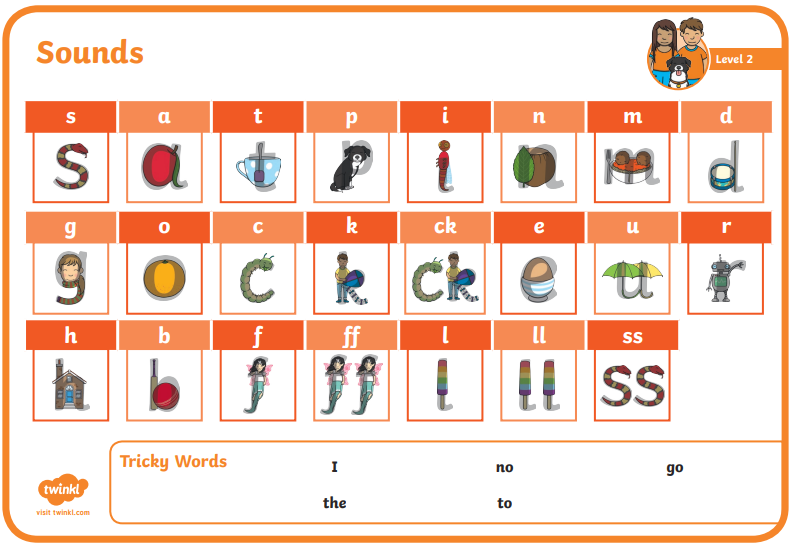 Sounds
Level 2
s a t p i n m d
g o c k ck e u r
h b f ff l ll ss
Tricky Words
I no go
the to
twinkl
visit twinkl.com